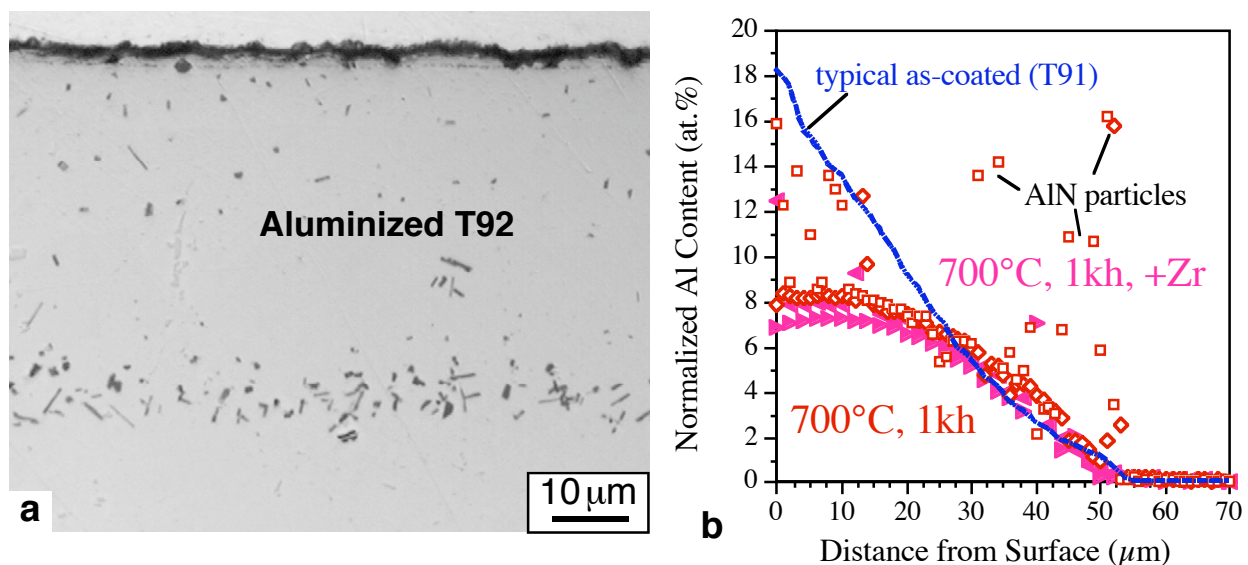 Aluminized T92
10 µm
a
Normalized Al Content (at.%)
20
18
16
14
12
10
8
6
4
2
0
typical as-coated (T91)
AlN particles
700°C, 1kh, +Zr
700°C, 1kh
0 10 20 30 40 50 60 70
b
Distance from Surface (µm)